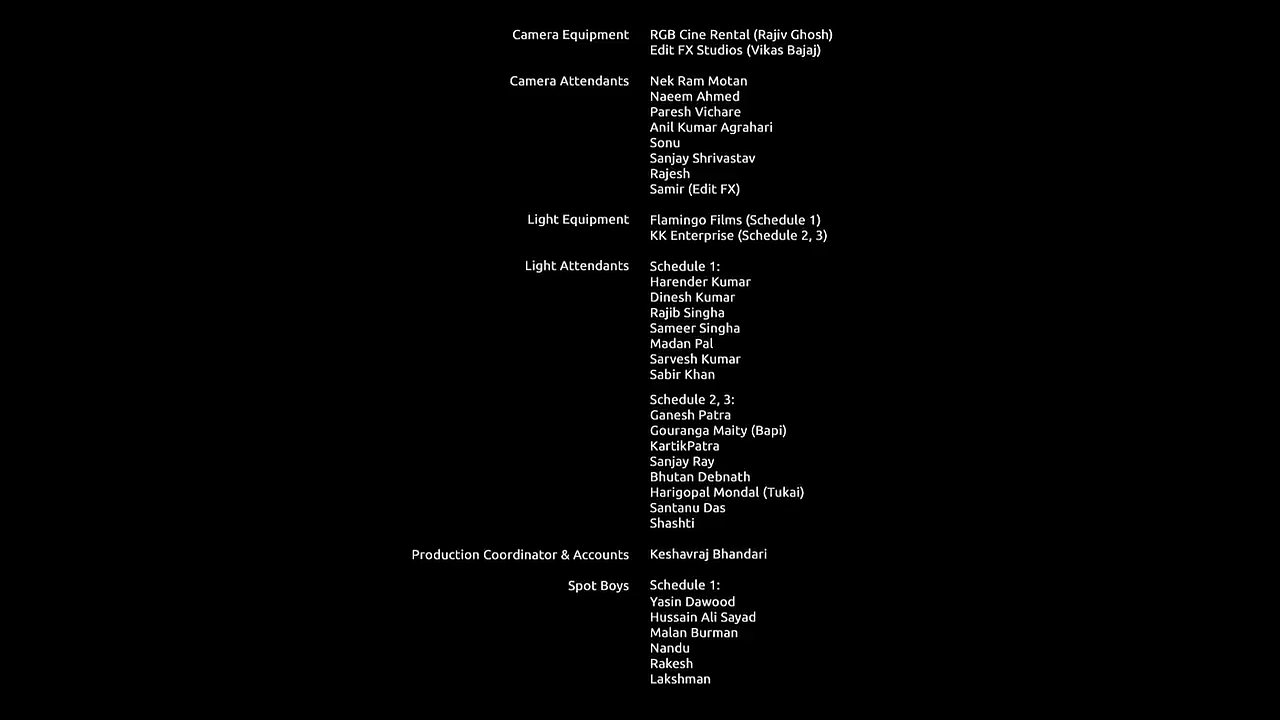 Camera Equipment RGB Cine Rental (Rajiv Ghosh)
Edit FX Studios (Vikas Bajaj)
Camera Attendants Nek Ram Motan
Naeem Ahmed
Paresh Vichare
Anil Kumar Agrahari
Sonu
Sanjay Shrivastav
Rajesh
Samir (Edit FX)
Light Equipment Flamingo Films (Schedule 1)
KK Enterprise (Schedule 2, 3)
Light Attendants Schedule 1:
Harender Kumar
Dinesh Kumar
Rajib Singha
Sameer Singha
Madan Pal
Sarvesh Kumar
Sabir Khan
Schedule 2, 3:
Ganesh Patra
Gouranga Maity (Bapi)
KartikPatra
Sanjay Ray
Bhutan Debnath
Harigopal Mondal (Tukai)
Santanu Das
Shashti
Production Coordinator & Accounts Keshavraj Bhandari
Spot Boys Schedule 1:
Yasin Dawood
Hussain Ali Sayad
Malan Burman
Nandu
Rakesh
Lakshman